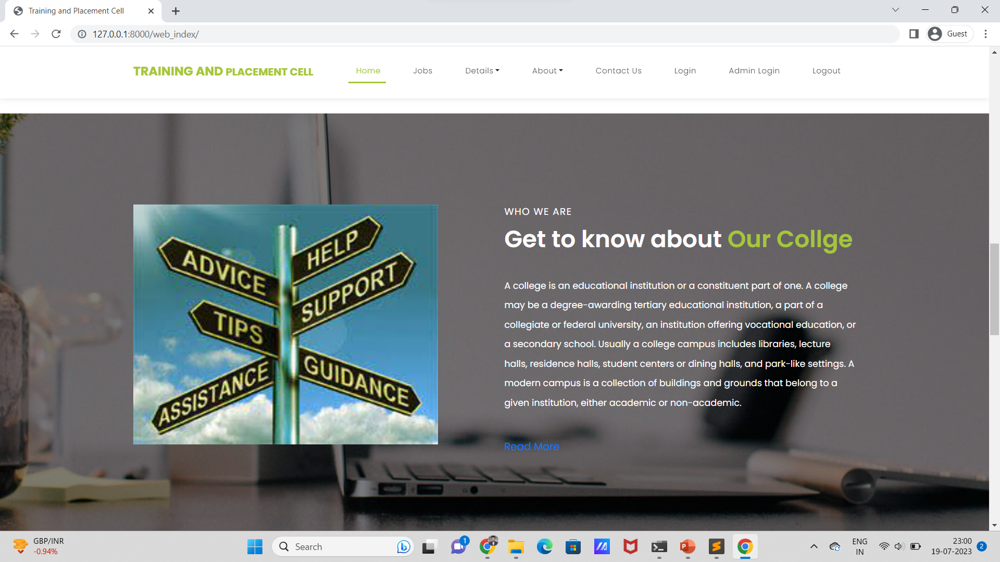 Training and Placement Cell
127.0.0.1:8000/web_index/
Guest
TRAINING AND PLACEMENT CELL
Home
Jobs
Details
About
Contact Us
Login
Admin Login
Logout
ADVICE
HELP
SUPPORT
TIPS
GUIDANCE
ASSISTANCE
WHO WE ARE
Get to know about Our Collge
A college is an educational institution or a constituent part of one. A college
may be a degree-awarding tertiary educational institution, a part of a
collegiate or federal university, an institution offering vocational education, or
a secondary school. Usually a college campus includes libraries, lecture
halls, residence halls, student centers or dining halls, and park-like settings. A
modern campus is a collection of buildings and grounds that belong to a
given institution, either academic or non-academic.
Read More
GBP/INR
-0.94%
Search
1
ENG
IN
23:00
19-07-2023
2